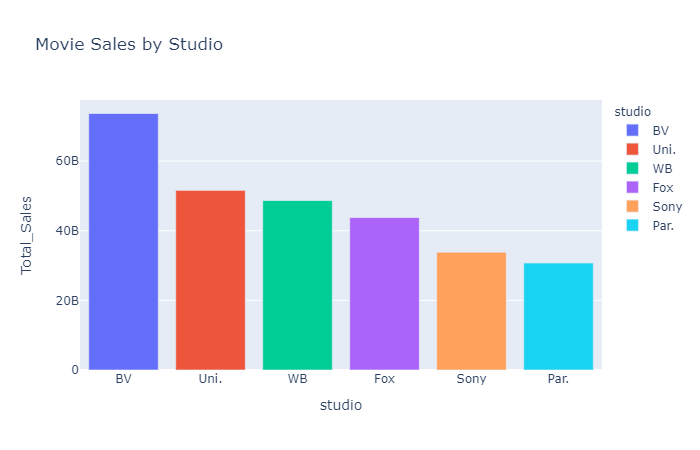 Movie Sales by Studio
studio
BV
Uni.
WB
Fox
Sony
Par.
60B
40B
20B
0
Total_Sales
BV Uni. WB Fox Sony Par.
studio